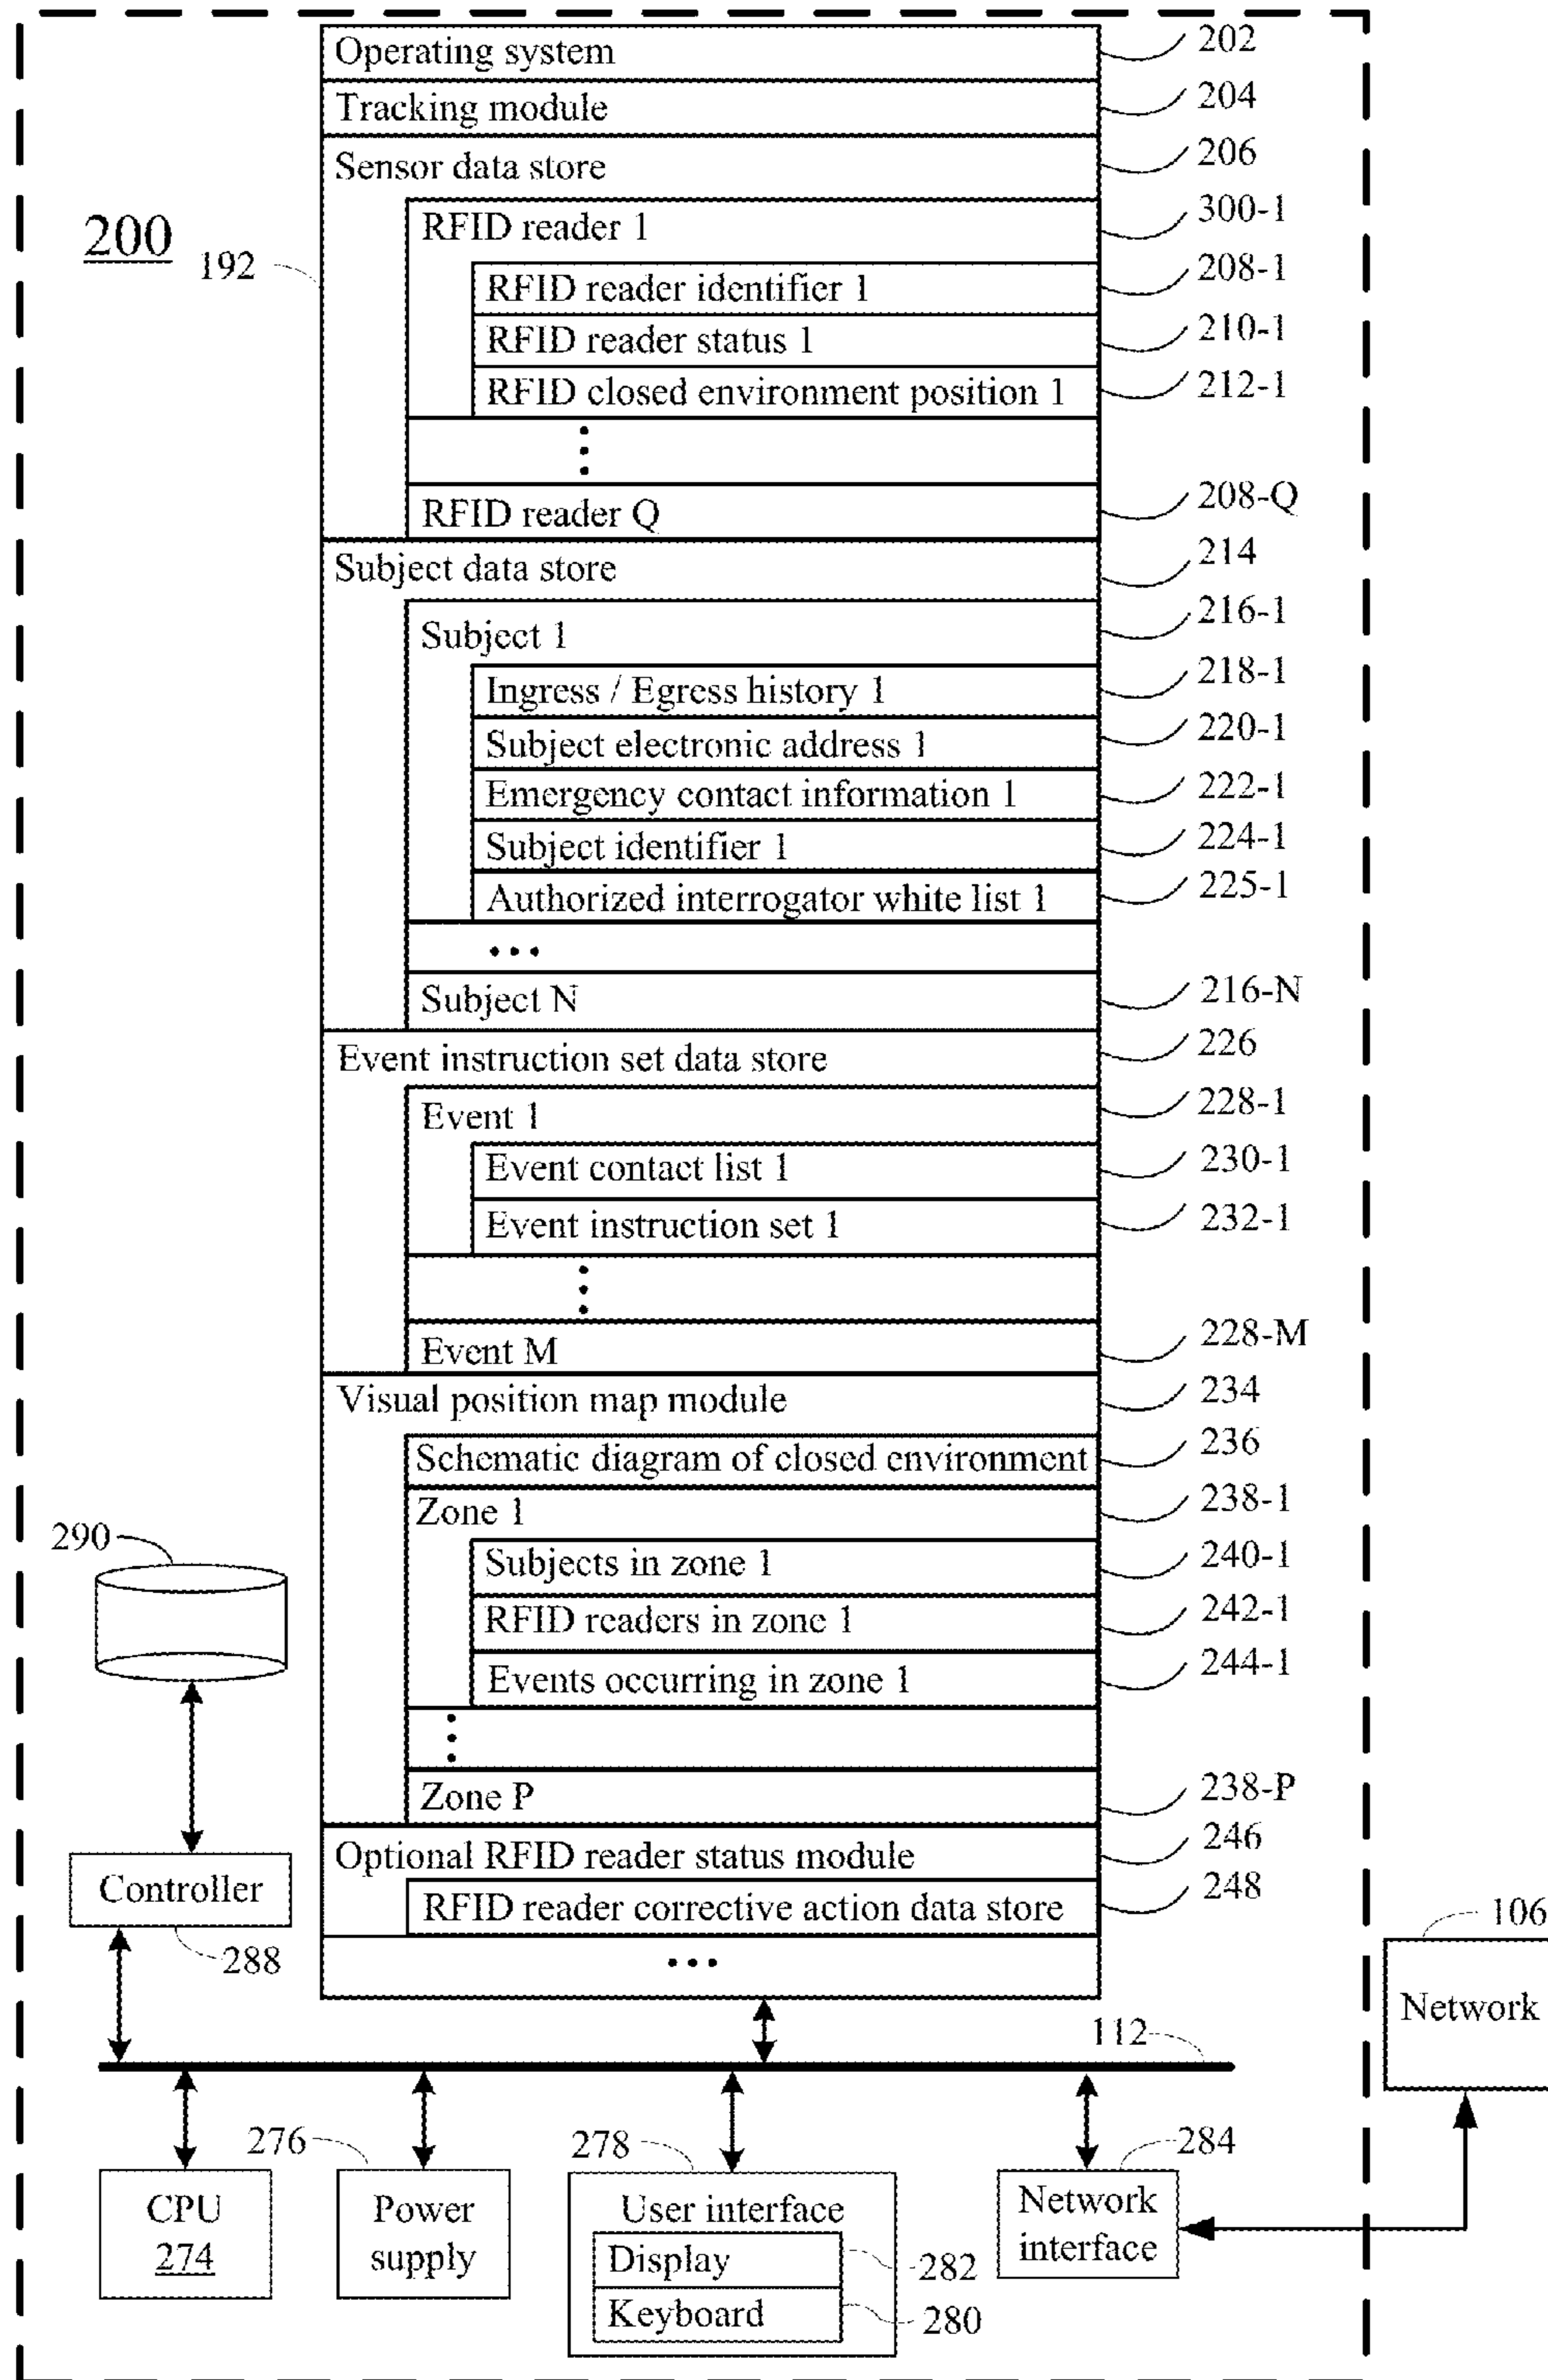 Operating system 202
Tracking module 204
Sensor data store 206
200
192
RFID reader 1 300-1
RFID reader identifier 1 208-1
RFID reader status 1 210-1
RFID closed environment position 1 212-1
RFID reader Q 208-Q
Subject data store 214
Subject 1 216-1
Ingress / Egress history 1 218-1
Subject electronic address 1 220-1
Emergency contact information 1 222-1
Subject identifier 1 224-1
Authorized interrogator white list 1 225-1
•••
Subject N 216-N
Event instruction set data store 226
Event 1 228-1
Event contact list 1 230-1
Event instruction set 1 232-1
Event M 228-M
Visual position map module 234
Schematic diagram of closed environment 236
Zone 1 238-1
290
Subjects in zone 1 240-1
RFID readers in zone 1 242-1
Events occurring in zone 1 244-1
Zone P 238-P
Optional RFID reader status module 246
Controller
RFID reader corrective action data store 248
106
288
•••
Network
112
276
278
284
CPU
274
Power
supply
User interface
Display
282
Keyboard
280
Network
interface